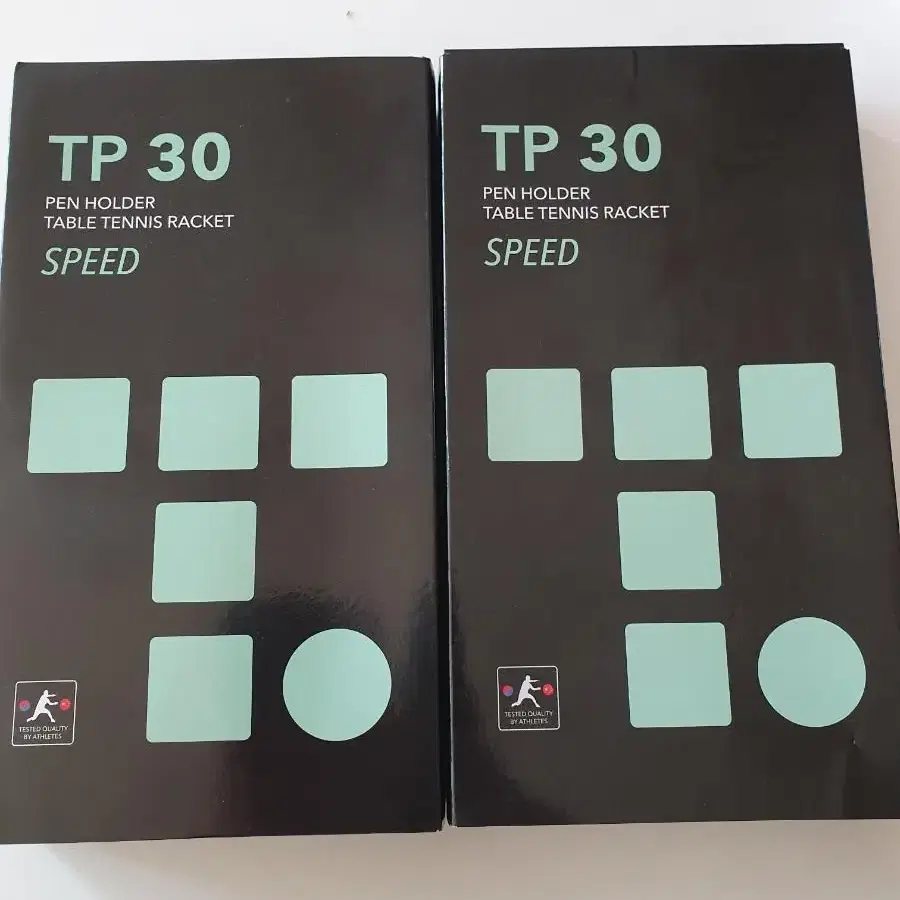 TP 30
PEN HOLDER
TABLE TENNIS RACKET
SPEED
TESTED QUALITY
BY ATHLETES
TP 30
PEN HOLDER
TABLE TENNIS RACKET
SPEED
TESTED QUALITY
BY ATHLETES